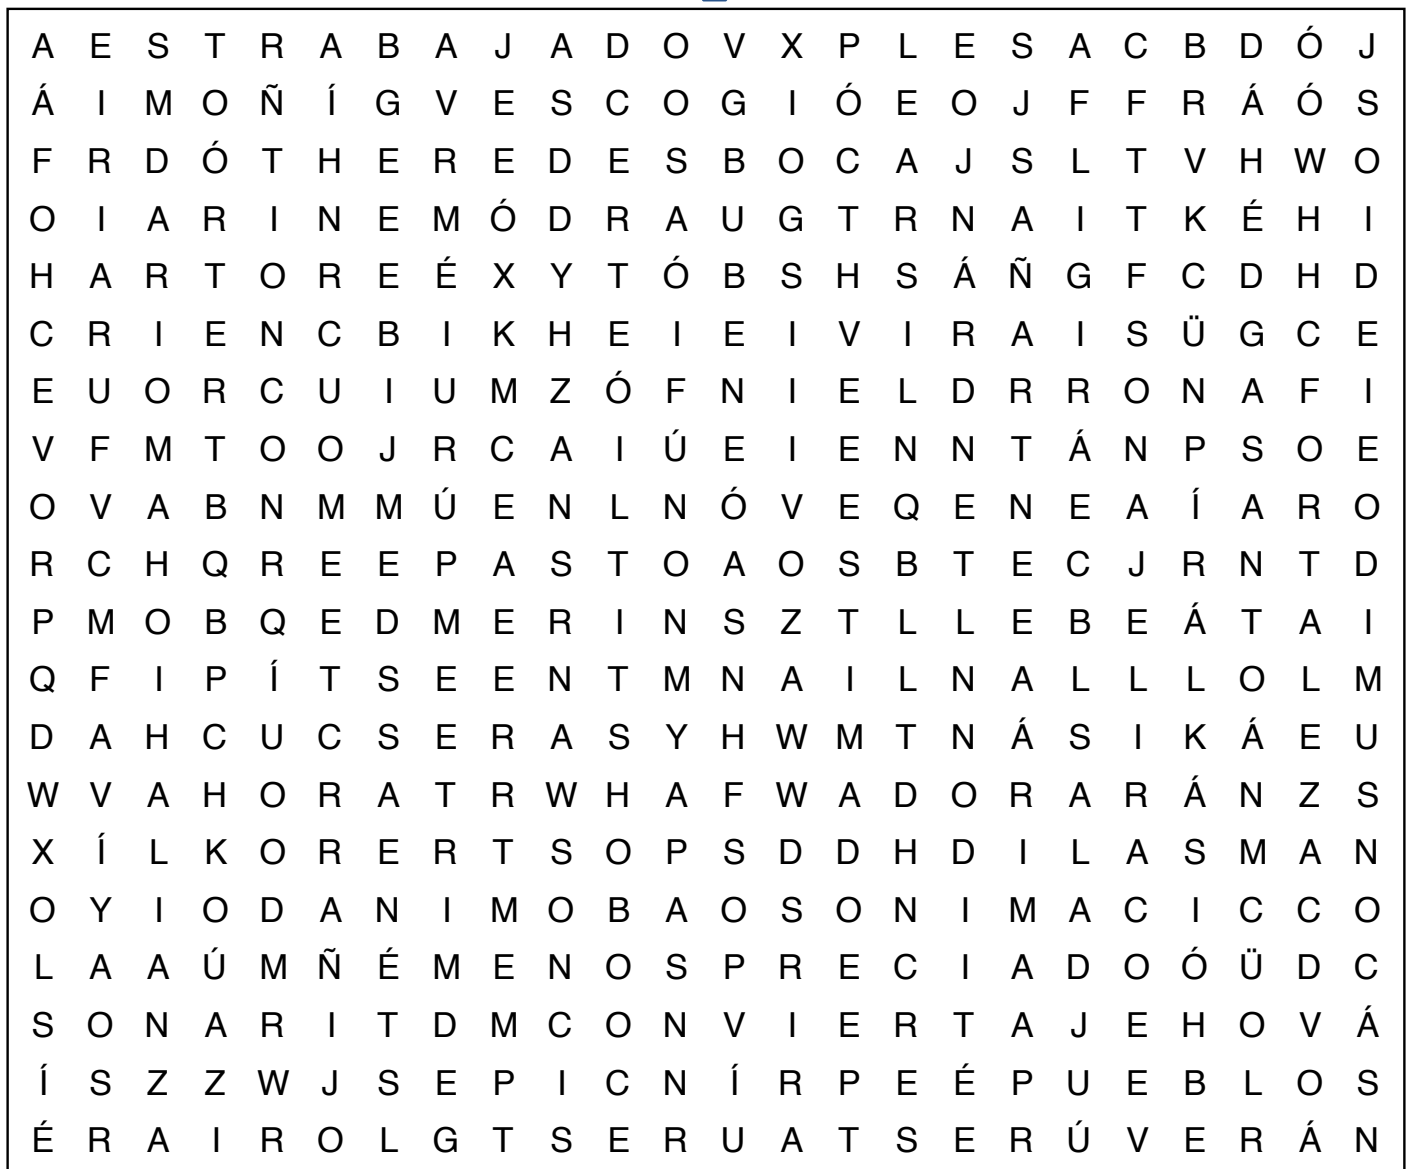 A E S T R A B A J A D O V X P L E S A C B D Ó J
Á I M O Ñ Í G V E S C O G I Ó E O J F F R Á Ó S
F R D Ó T H E R E D E S B O C A J S L T V H W O
O I A R I N E M Ó D R A U G T R N A I T K É H I
H A R T O R E É X Y T Ó B S H S Á Ñ G F C D H D
C R I E N C B I K H E I E I V I R A I S Ü G C E
E U O R C U I U M Z Ó F N I E L D R R O N A F I
V F M T O O J R C A I Ú E I E N N T Á N P S O E
O V A B N M M Ú E N L N Ó V E Q E N E A Í A R O
R C H Q R E E P A S T O A O S B T E C J R N T D
P M O B Q E D M E R I N S Z T L L E B E Á T A I
Q F I P Í T S E E N T M N A I L N A L L L O L M
D A H C U C S E R A S Y H W M T N Á S I K Á E U
W V A H O R A T R W H A F W A D O R A R Á N Z S
X Í L K O R E R T S O P S D D H D I L A S M A N
O Y I O D A N I M O B A O S O N I M A C I C C O
L A A Ú M Ñ É M E N O S P R E C I A D O Ó Ü D C
S O N A R I T D M C O N V I E R T A J E H O V Á
Í S Z Z W J S E P I C N Í R P E É P U E B L O S
É R A I R O L G T S E R U A T S E R Ú V E R Á N